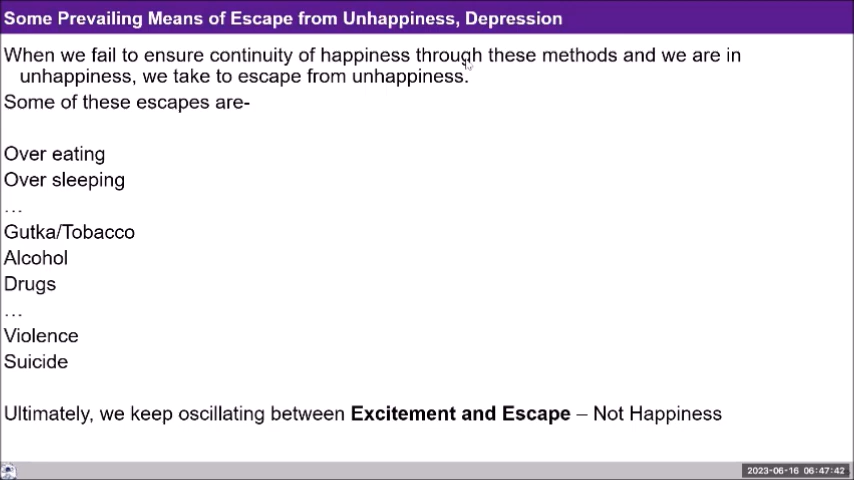 Some Prevailing Means of Escape from Unhappiness, Depression
When we fail to ensure continuity of happiness through these methods and we are in
unhappiness, we take to escape from unhappiness.
Some of these escapes are-
Over eating
Over sleeping
...
Gutka/Tobacco
Alcohol
Drugs
...
Violence
Suicide
Ultimately, we keep oscillating between Excitement and Escape – Not Happiness
2023-06-16 06:47:42